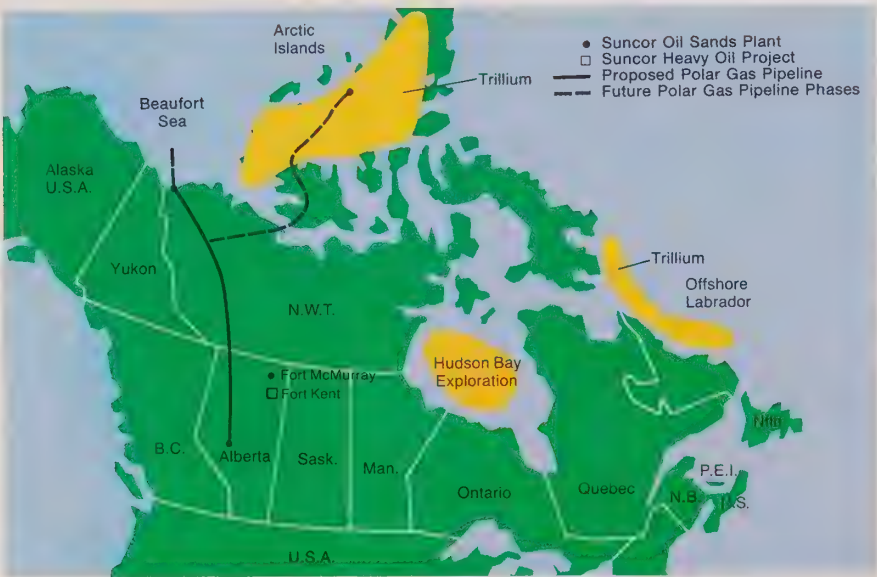 Arctic
Islands
Suncor Oil Sands Plant
Suncor Heavy Oil Project
Proposed Polar Gas Pipeline
Future Polar Gas Pipeline Phases
Trillium
Beaufort
Sea
Alaska
U.S.A.
Yukon
Trillium
Offshore
Labrador
N.W.T.
Hudson Bay
Exploration
Fort McMurray
Fort Kent
B.C.
Alberta
Sask.
Man.
Ontario
Quebec
Nfld
P.E.I.
N.B.
N.S.
U.S.A.